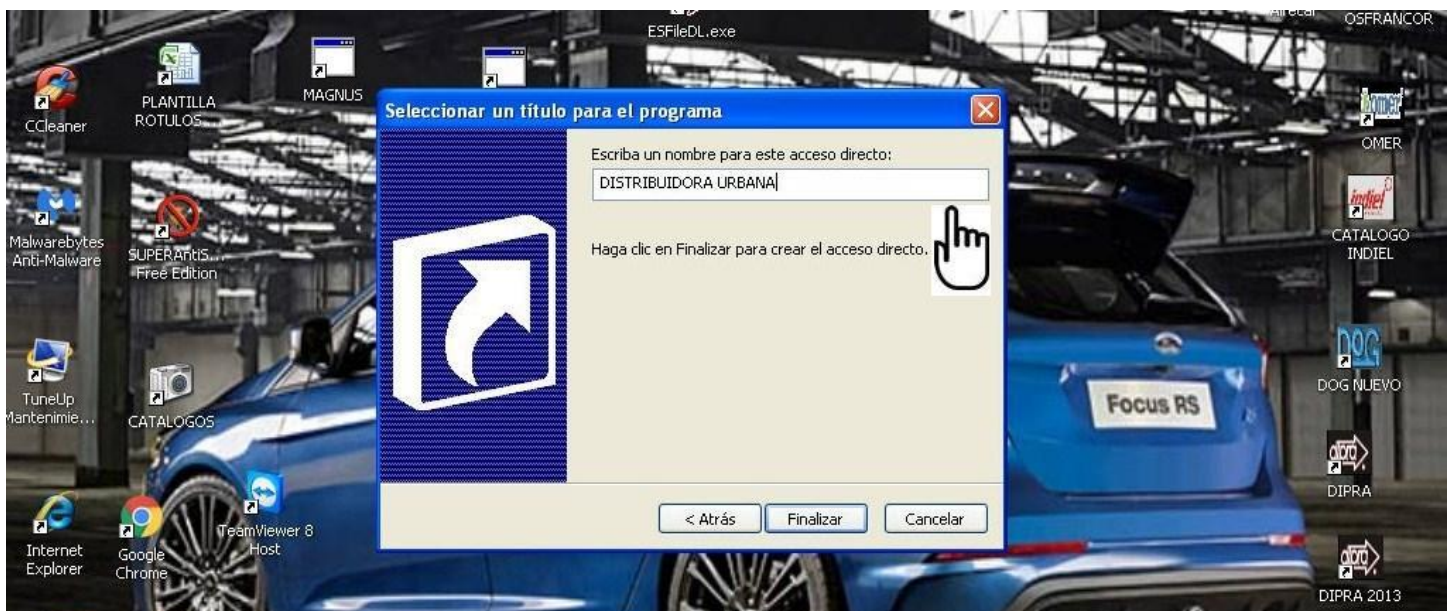 ESFileDL.exe
OSFRANCOR
CCleaner
PLANTILLA
ROTULOS...
MAGNUS
Seleccionar un título para el programa
Escriba un nombre para este acceso directo:
DISTRIBUIDORA URBANA
Haga clic en Finalizar para crear el acceso directo.
< Atrás
Finalizar
Cancelar
omer
OMER
indiel
CATALOGO
INDIEL
Malwarebytes
Anti-Malware
SUPERAntiS...
Free Edition
TuneUp
Mantenimie...
CATALOGOS
DOG
DOG NUEVO
Focus RS
DIPRA
Internet
Explorer
Google
Chrome
TeamViewer 8
Host
DIPRA 2013